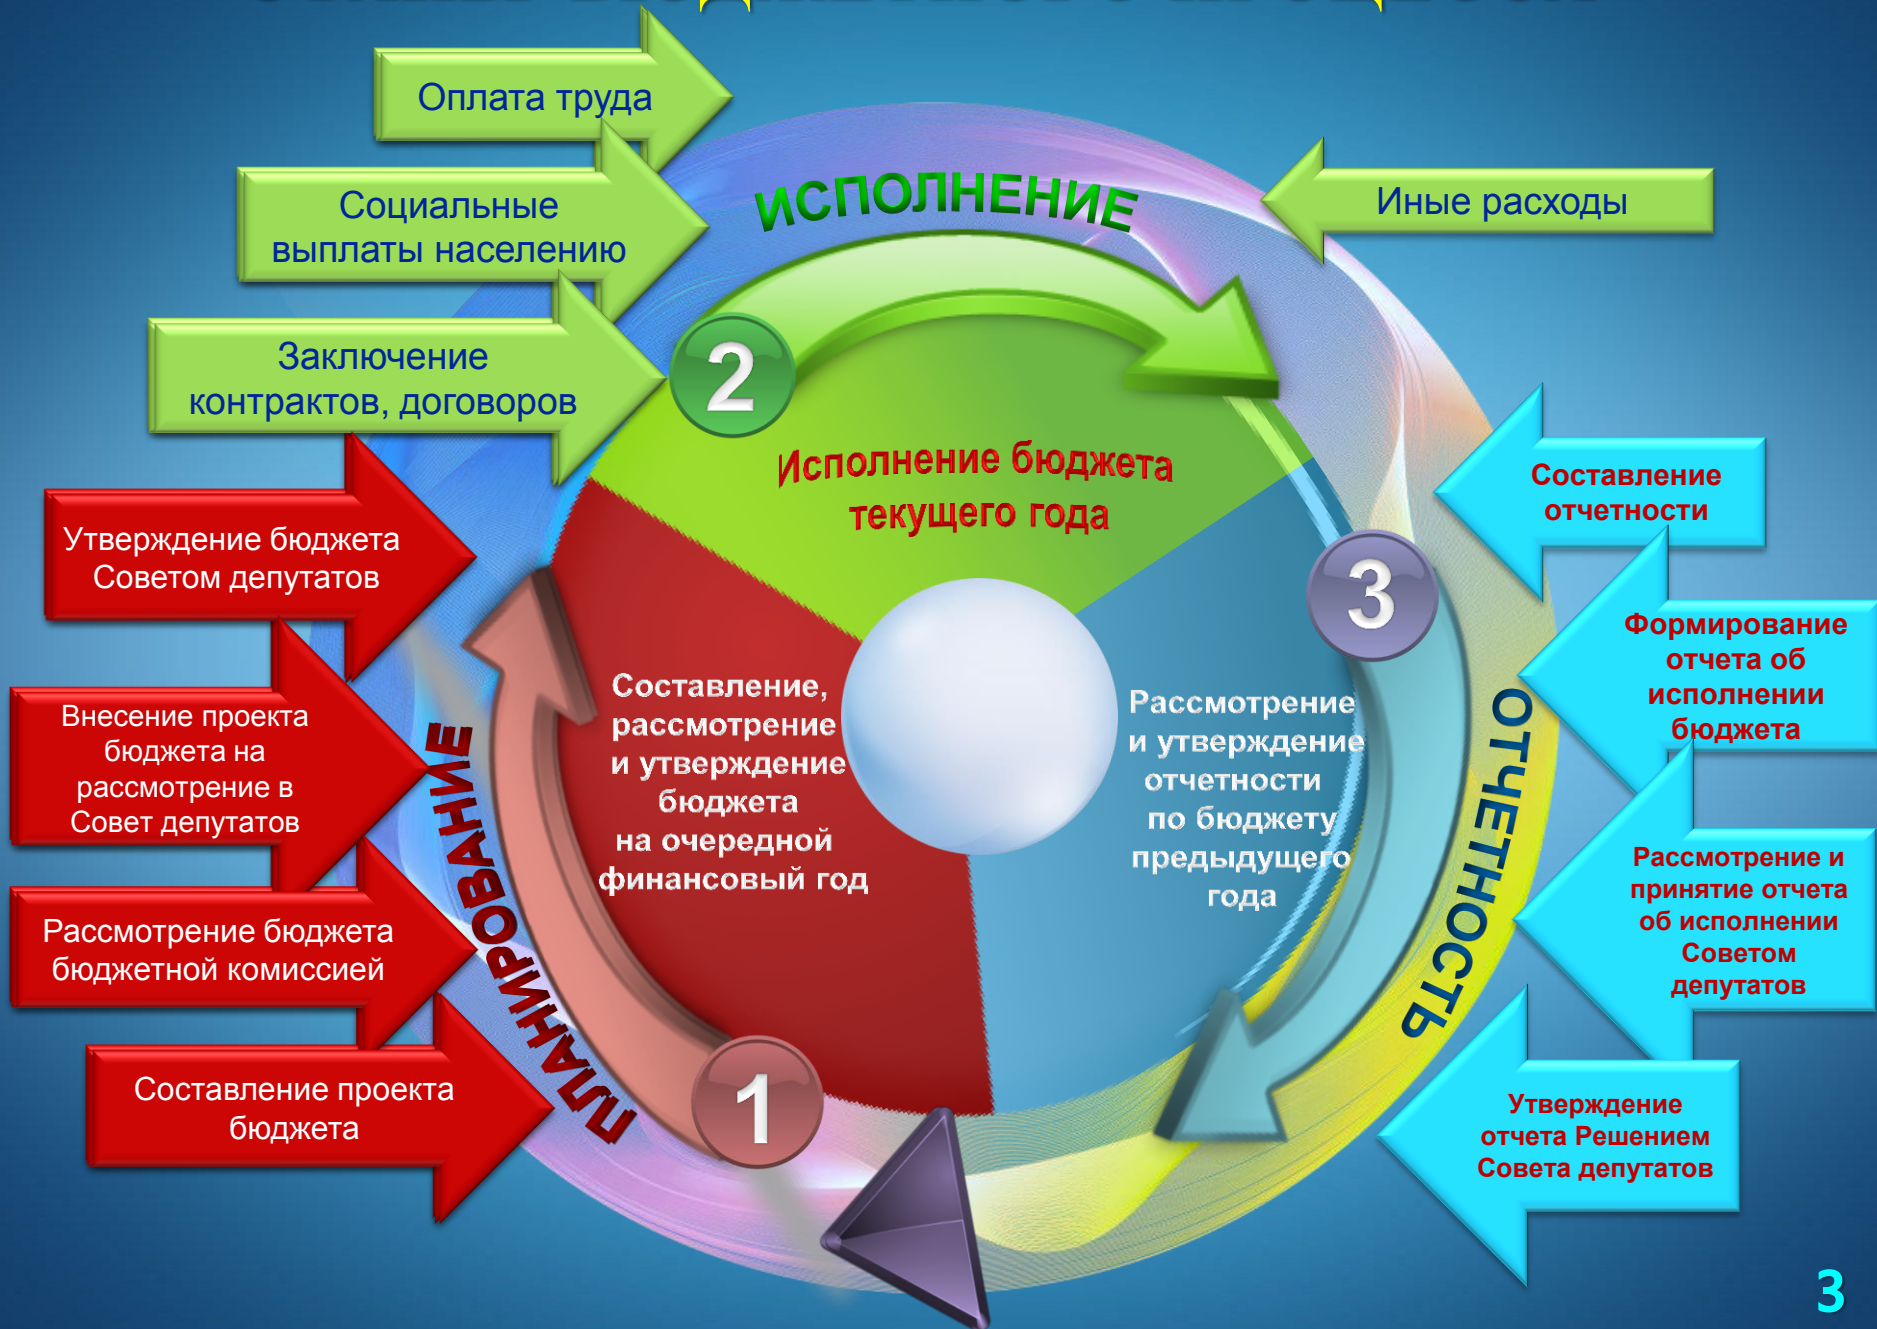 Оплата труда
Социальные
выплаты населению
Заключение
контрактов, договоров
Иные расходы
ИСПОЛНЕНИЕ
2
Исполнение бюджета
текущего года
Утверждение бюджета
Советом депутатов
Внесение проекта
бюджета на
рассмотрение в
Совет депутатов
Рассмотрение бюджета
бюджетной комиссией
Составление проекта
бюджета
ПЛАНИРОВАНИЕ
1
Составление,
рассмотрение
и утверждение
бюджета
на очередной
финансовый год
3
Рассмотрение
и утверждение
отчетности
по бюджету
предыдущего
года
ОТЧЕТНОСТЬ
Составление
отчетности
Формирование
отчета об
исполнении
бюджета
Рассмотрение и
принятие отчета
об исполнении
Советом
депутатов
Утверждение
отчета Решением
Совета депутатов
3